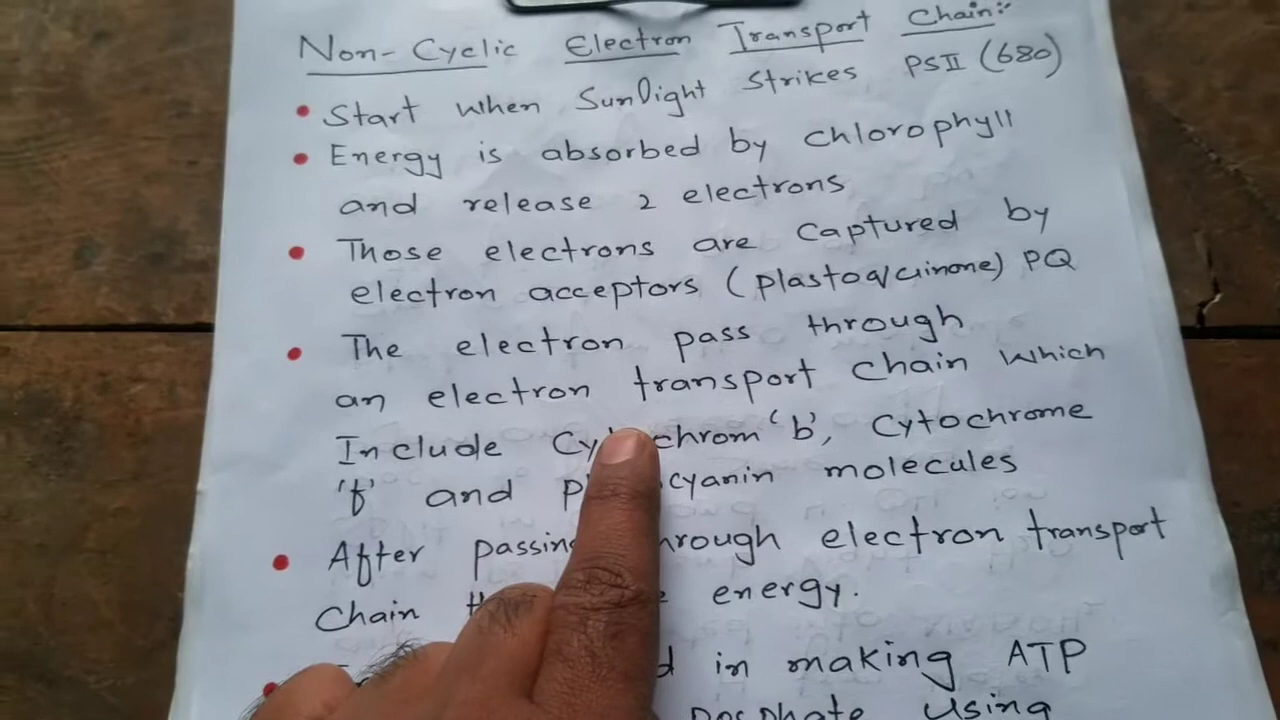 Non-Cyclic Electron Transport Chain:-
• Start when Sunlight strikes PSII (680)
• Energy is absorbed by chlorophyll
and release 2 electrons
• Those electrons are captured by
electron acceptors (plastoquinone) PQ
• The electron pass through
an electron transport chain which
Include chrom 'b', Cytochrome
'f' and cyanin molecules
• After passing through electron transport
Chain energy.
in making ATP
using